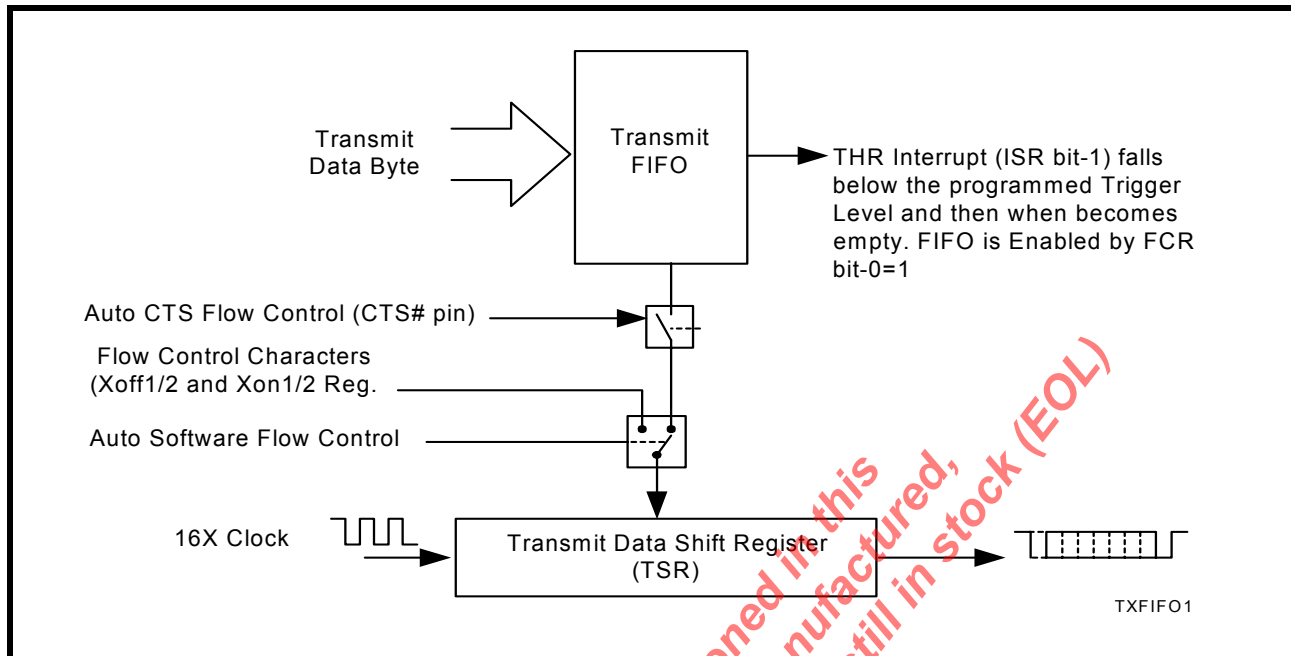 Transmit
Data Byte
Transmit
FIFO
THR Interrupt (ISR bit-1) falls
below the programmed Trigger
Level and then when becomes
empty. FIFO is Enabled by FCR
bit-0=1
Auto CTS Flow Control (CTS# pin)
Flow Control Characters
(Xoff1/2 and Xon1/2 Reg.
Auto Software Flow Control
16X Clock
Transmit Data Shift Register
(TSR)
TXFIFO1
in this
still in stock (EOL)